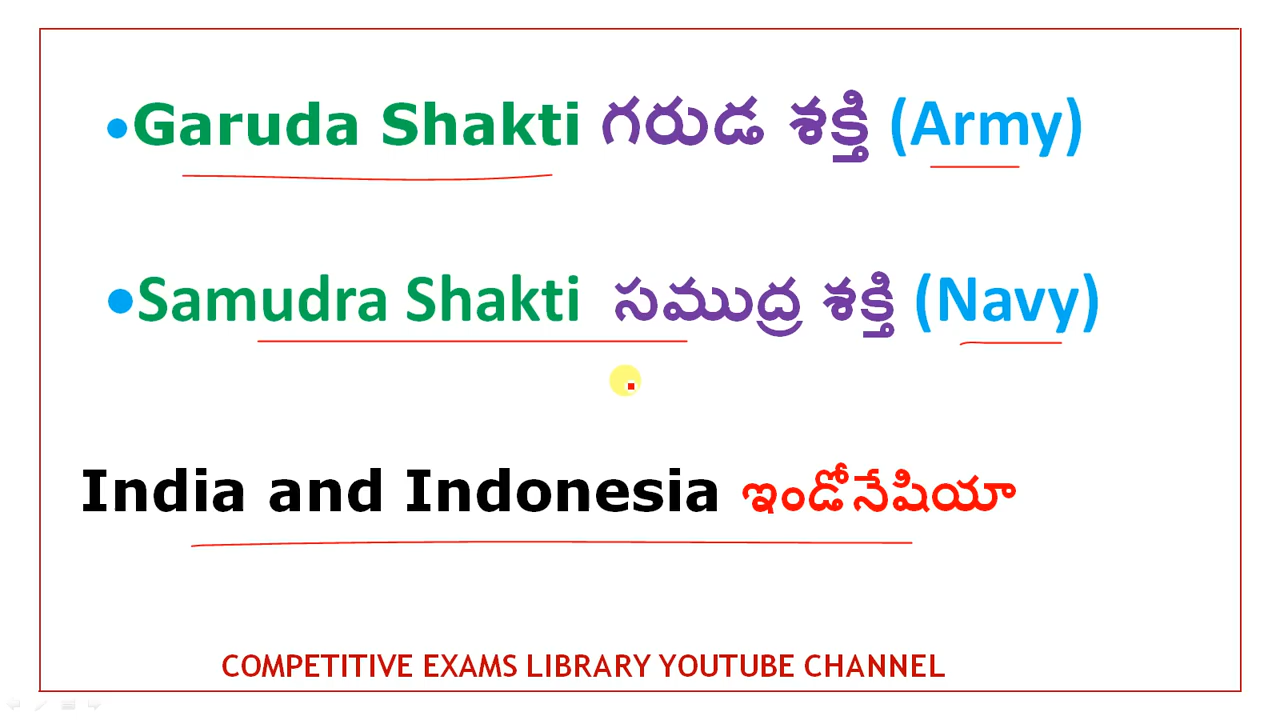 •Garuda Shakti గరుడ శక్తి (Army)
•Samudra Shakti సముద్ర శక్తి (Navy)
India and Indonesia ఇండోనేషియా
COMPETITIVE EXAMS LIBRARY YOUTUBE CHANNEL